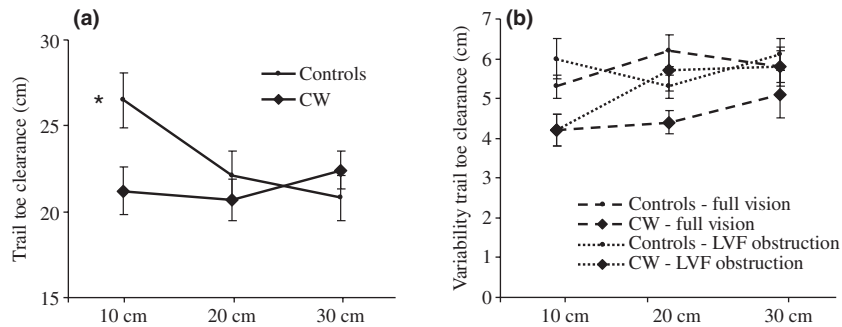 (a)
Trail toe clearance (cm)
30
25
20
15
*
Controls
CW
10 cm 20 cm 30 cm
(b)
Variability trail toe clearance (cm)
7
6
5
4
3
2
1
0
Controls - full vision
CW - full vision
Controls - LVF obstruction
CW - LVF obstruction
10 cm 20 cm 30 cm